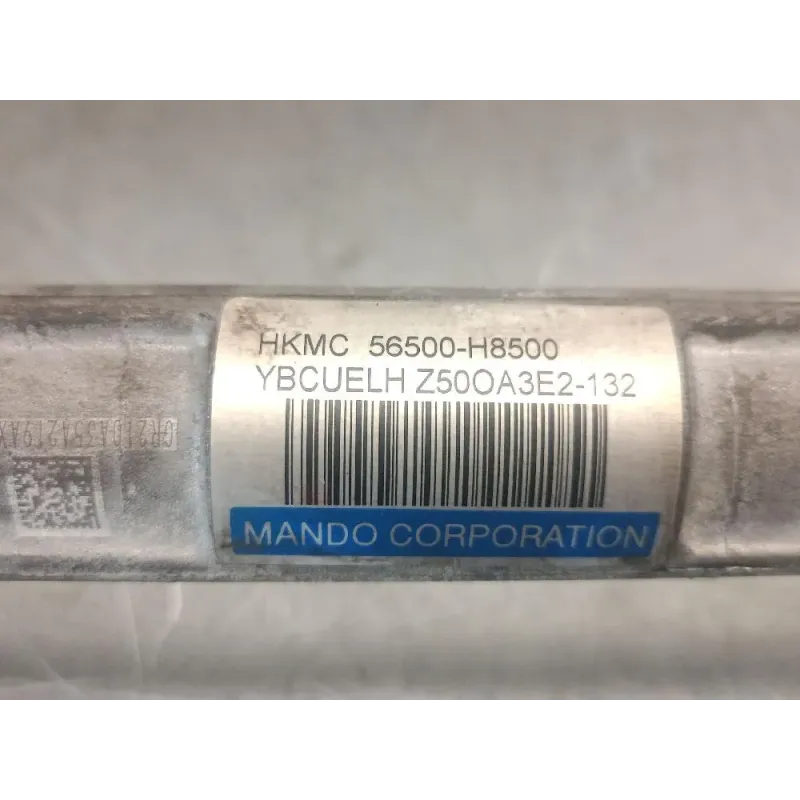 HKMC 56500-H8500
YBCUELH Z50OA3E2-132
MANDO CORPORATION